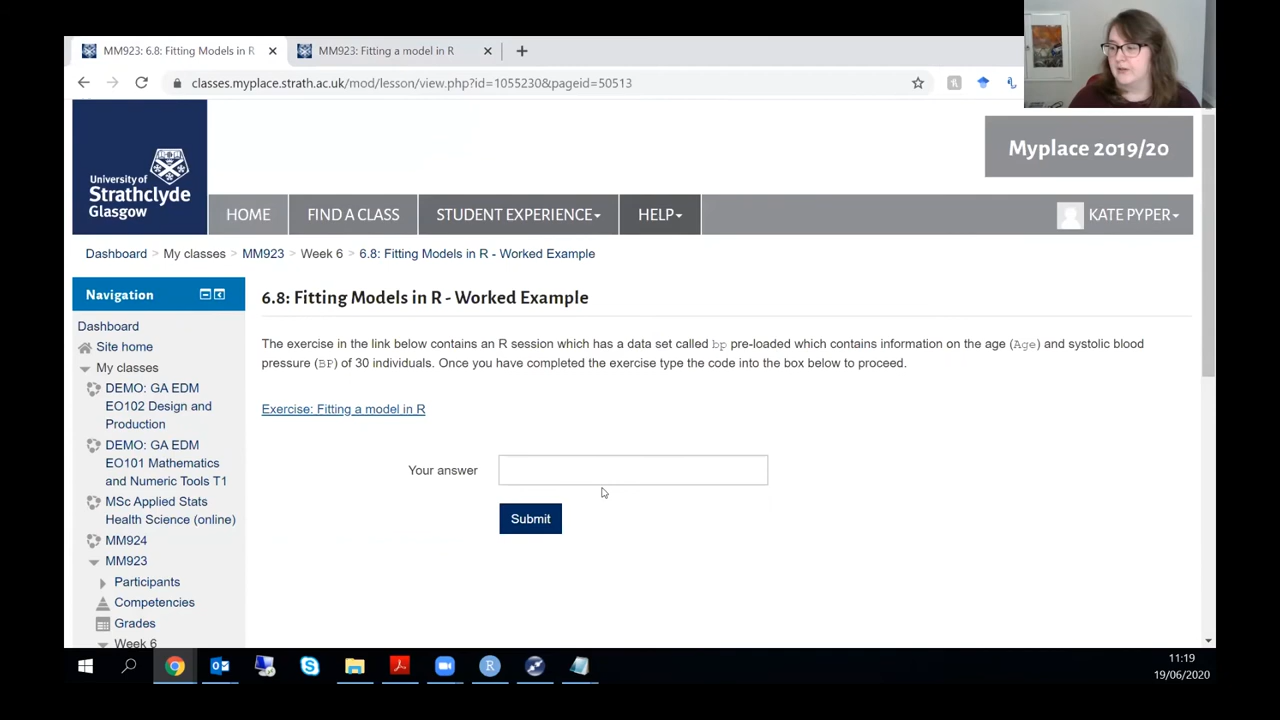 MM923: 6.8: Fitting Models in R
MM923: Fitting a model in R
classes.myplace.strath.ac.uk/mod/lesson/view.php?id=1055230&pageid=50513
University of
Strathclyde
Glasgow
Myplace 2019/20
HOME
FIND A CLASS
STUDENT EXPERIENCE
HELP
KATE PYPER
Dashboard > My classes > MM923 > Week 6 > 6.8: Fitting Models in R - Worked Example
Navigation
Dashboard
Site home
My classes
DEMO: GA EDM
EO102 Design and
Production
DEMO: GA EDM
EO101 Mathematics
and Numeric Tools T1
MSc Applied Stats
Health Science (online)
MM924
MM923
Participants
Competencies
Grades
Week 6
6.8: Fitting Models in R - Worked Example
The exercise in the link below contains an R session which has a data set called bp pre-loaded which contains information on the age (Age) and systolic blood
pressure (BP) of 30 individuals. Once you have completed the exercise type the code into the box below to proceed.
Exercise: Fitting a model in R
Your answer
Submit
11:19
19/06/2020